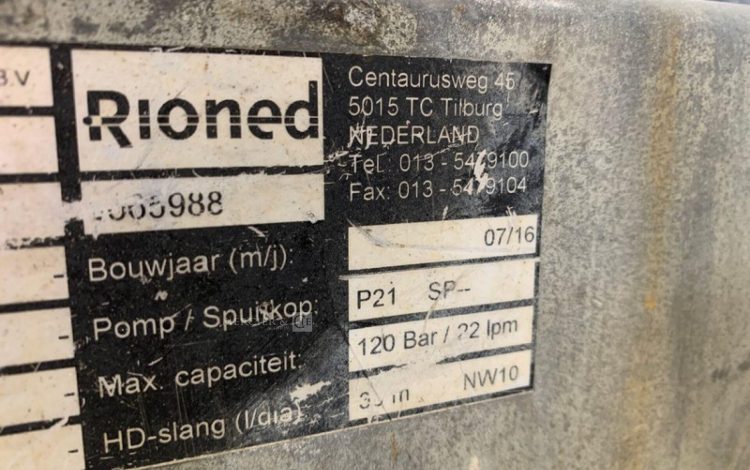 B.V
Rioned
Centaurusweg 45
5015 TC Tilburg
NEDERLAND
Tel: 013 - 5479100
Fax: 013 - 5479104
065988
Bouwjaar (m/j): 07/16
Pomp / Spuitkop: P21 SP--
Max. capaciteit: 120 Bar / 22 lpm
HD-slang (l/dia) m NW10